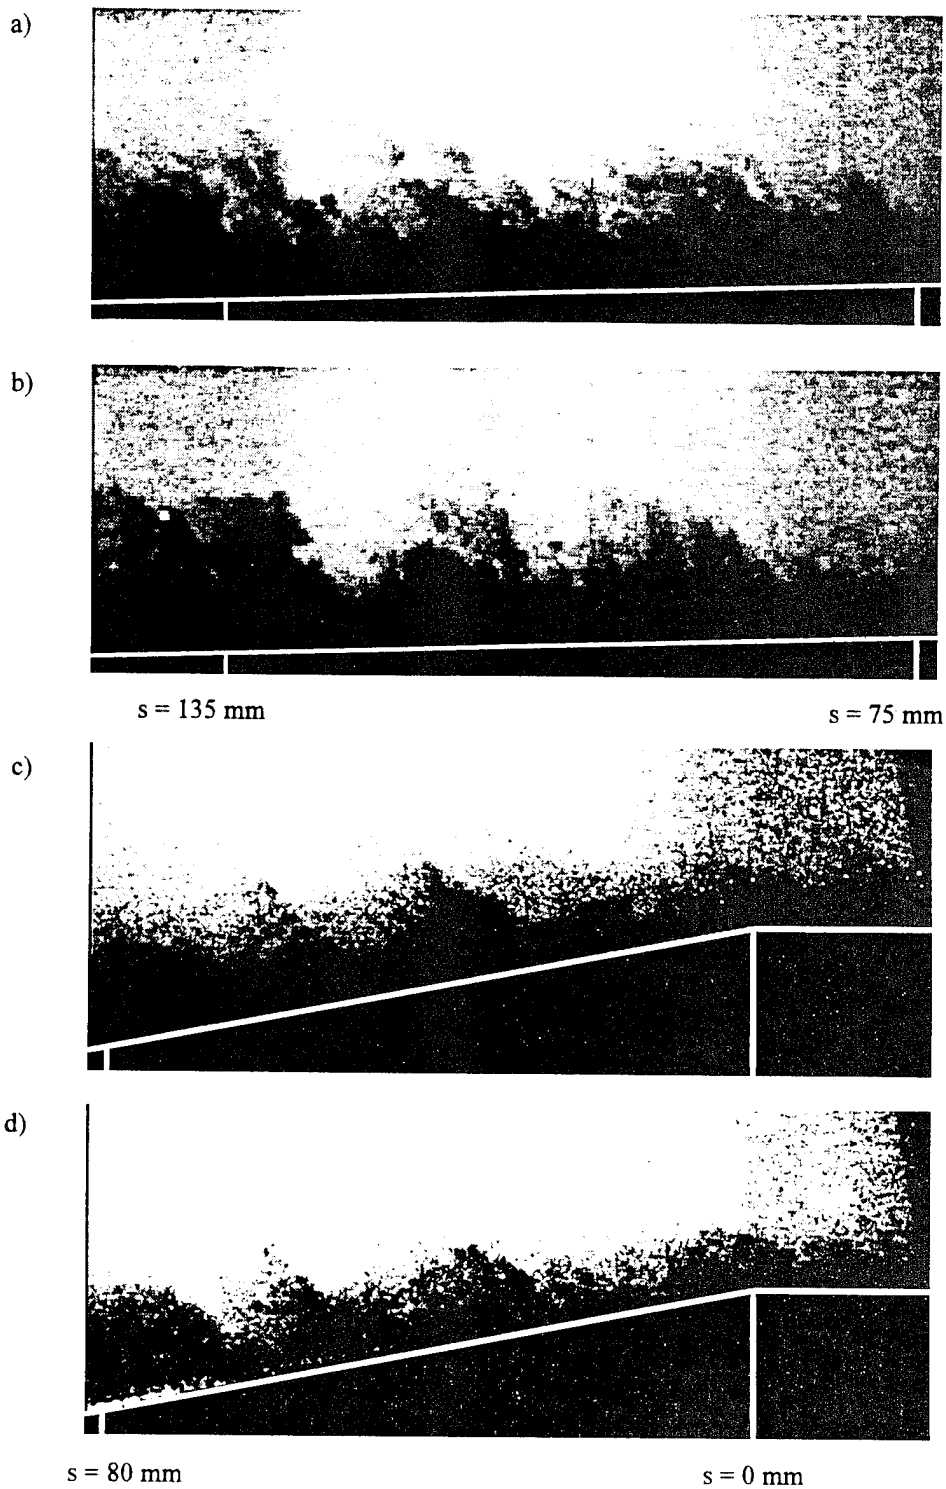 a)
b)
s = 135 mm
s = 75 mm
c)
d)
s = 80 mm
s = 0 mm